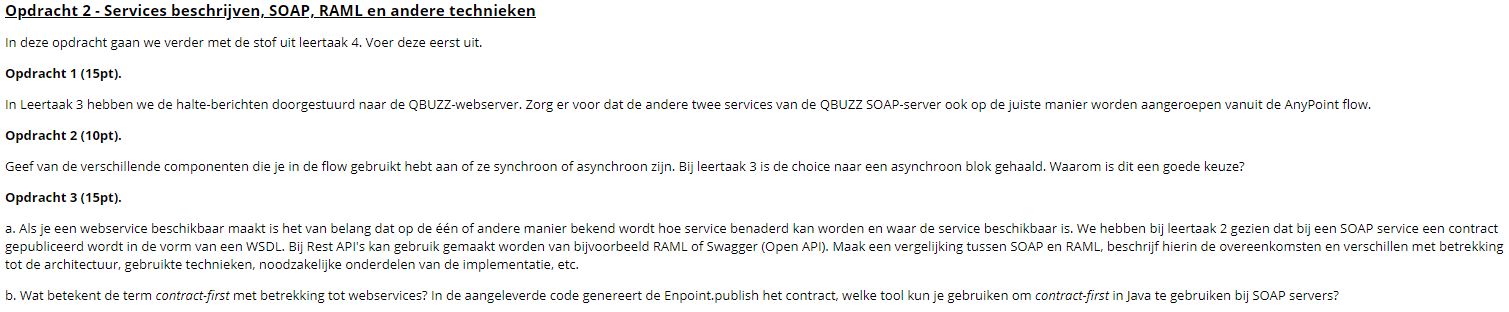 Opdracht 2 - Services beschrijven, SOAP, RAML en andere technieken
In deze opdracht gaan we verder met de stof uit leertaak 4. Voer deze eerst uit.
Opdracht 1 (15pt).
In Leertaak 3 hebben we de halte-berichten doorgestuurd naar de QBUZZ-webserver. Zorg er voor dat de andere twee services van de QBUZZ SOAP-server ook op de juiste manier worden aangeroepen vanuit de AnyPoint flow.
Opdracht 2 (10pt).
Geef van de verschillende componenten die je in de flow gebruikt hebt aan of ze synchroon of asynchroon zijn. Bij leertaak 3 is de choice naar een asynchroon blok gehaald. Waarom is dit een goede keuze?
Opdracht 3 (15pt).
a. Als je een webservice beschikbaar maakt is het van belang dat op de één of andere manier bekend wordt hoe service benaderd kan worden en waar de service beschikbaar is. We hebben bij leertaak 2 gezien dat bij een SOAP service een contract
gepubliceerd wordt in de vorm van een WSDL. Bij Rest API's kan gebruik gemaakt worden van bijvoorbeeld RAML of Swagger (Open API). Maak een vergelijking tussen SOAP en RAML, beschrijf hierin de overeenkomsten en verschillen met betrekking
tot de architectuur, gebruikte technieken, noodzakelijke onderdelen van de implementatie, etc.
b. Wat betekent de term contract-first met betrekking tot webservices? In de aangeleverde code genereert de Enpoint.publish het contract, welke tool kun je gebruiken om contract-first in Java te gebruiken bij SOAP servers?